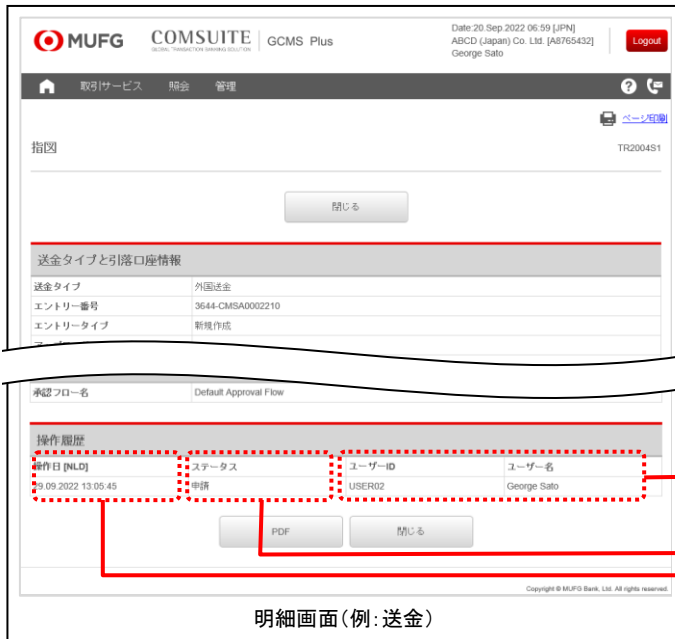 MUFG COMSUITE GCMS Plus
GLOBAL TRANSACTION BANKING SOLUTION
Date:20.Sep.2022 06:59 [JPN]
ABCD (Japan) Co. Ltd. [A8765432]
George Sato
Logout
取引サービス 照会 管理
ページ印刷
指図 TR2004S1
閉じる
送金タイプと引落口座情報
送金タイプ 外国送金
エントリー番号 3644-CMSA0002210
エントリータイプ 新規作成
承認フロー名 Default Approval Flow
操作履歴
操作日 [NLD] ステータス ユーザーID ユーザー名
29.09.2022 13:05:45 申請 USER02 George Sato
PDF 閉じる
Copyright © MUFG Bank, Ltd. All rights reserved.
明細画面(例:送金)